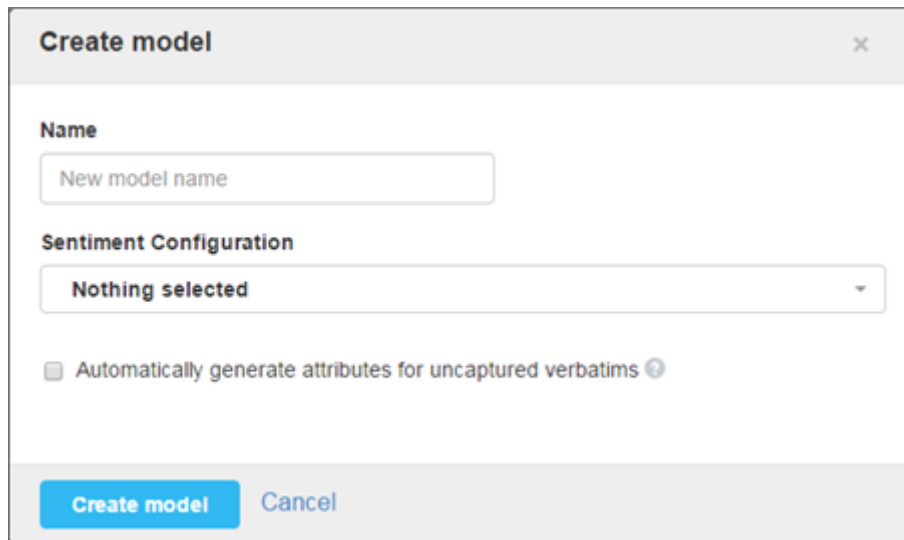 Create model
×
Name
New model name
Sentiment Configuration
Nothing selected
Automatically generate attributes for uncaptured verbatims ?
Create model Cancel